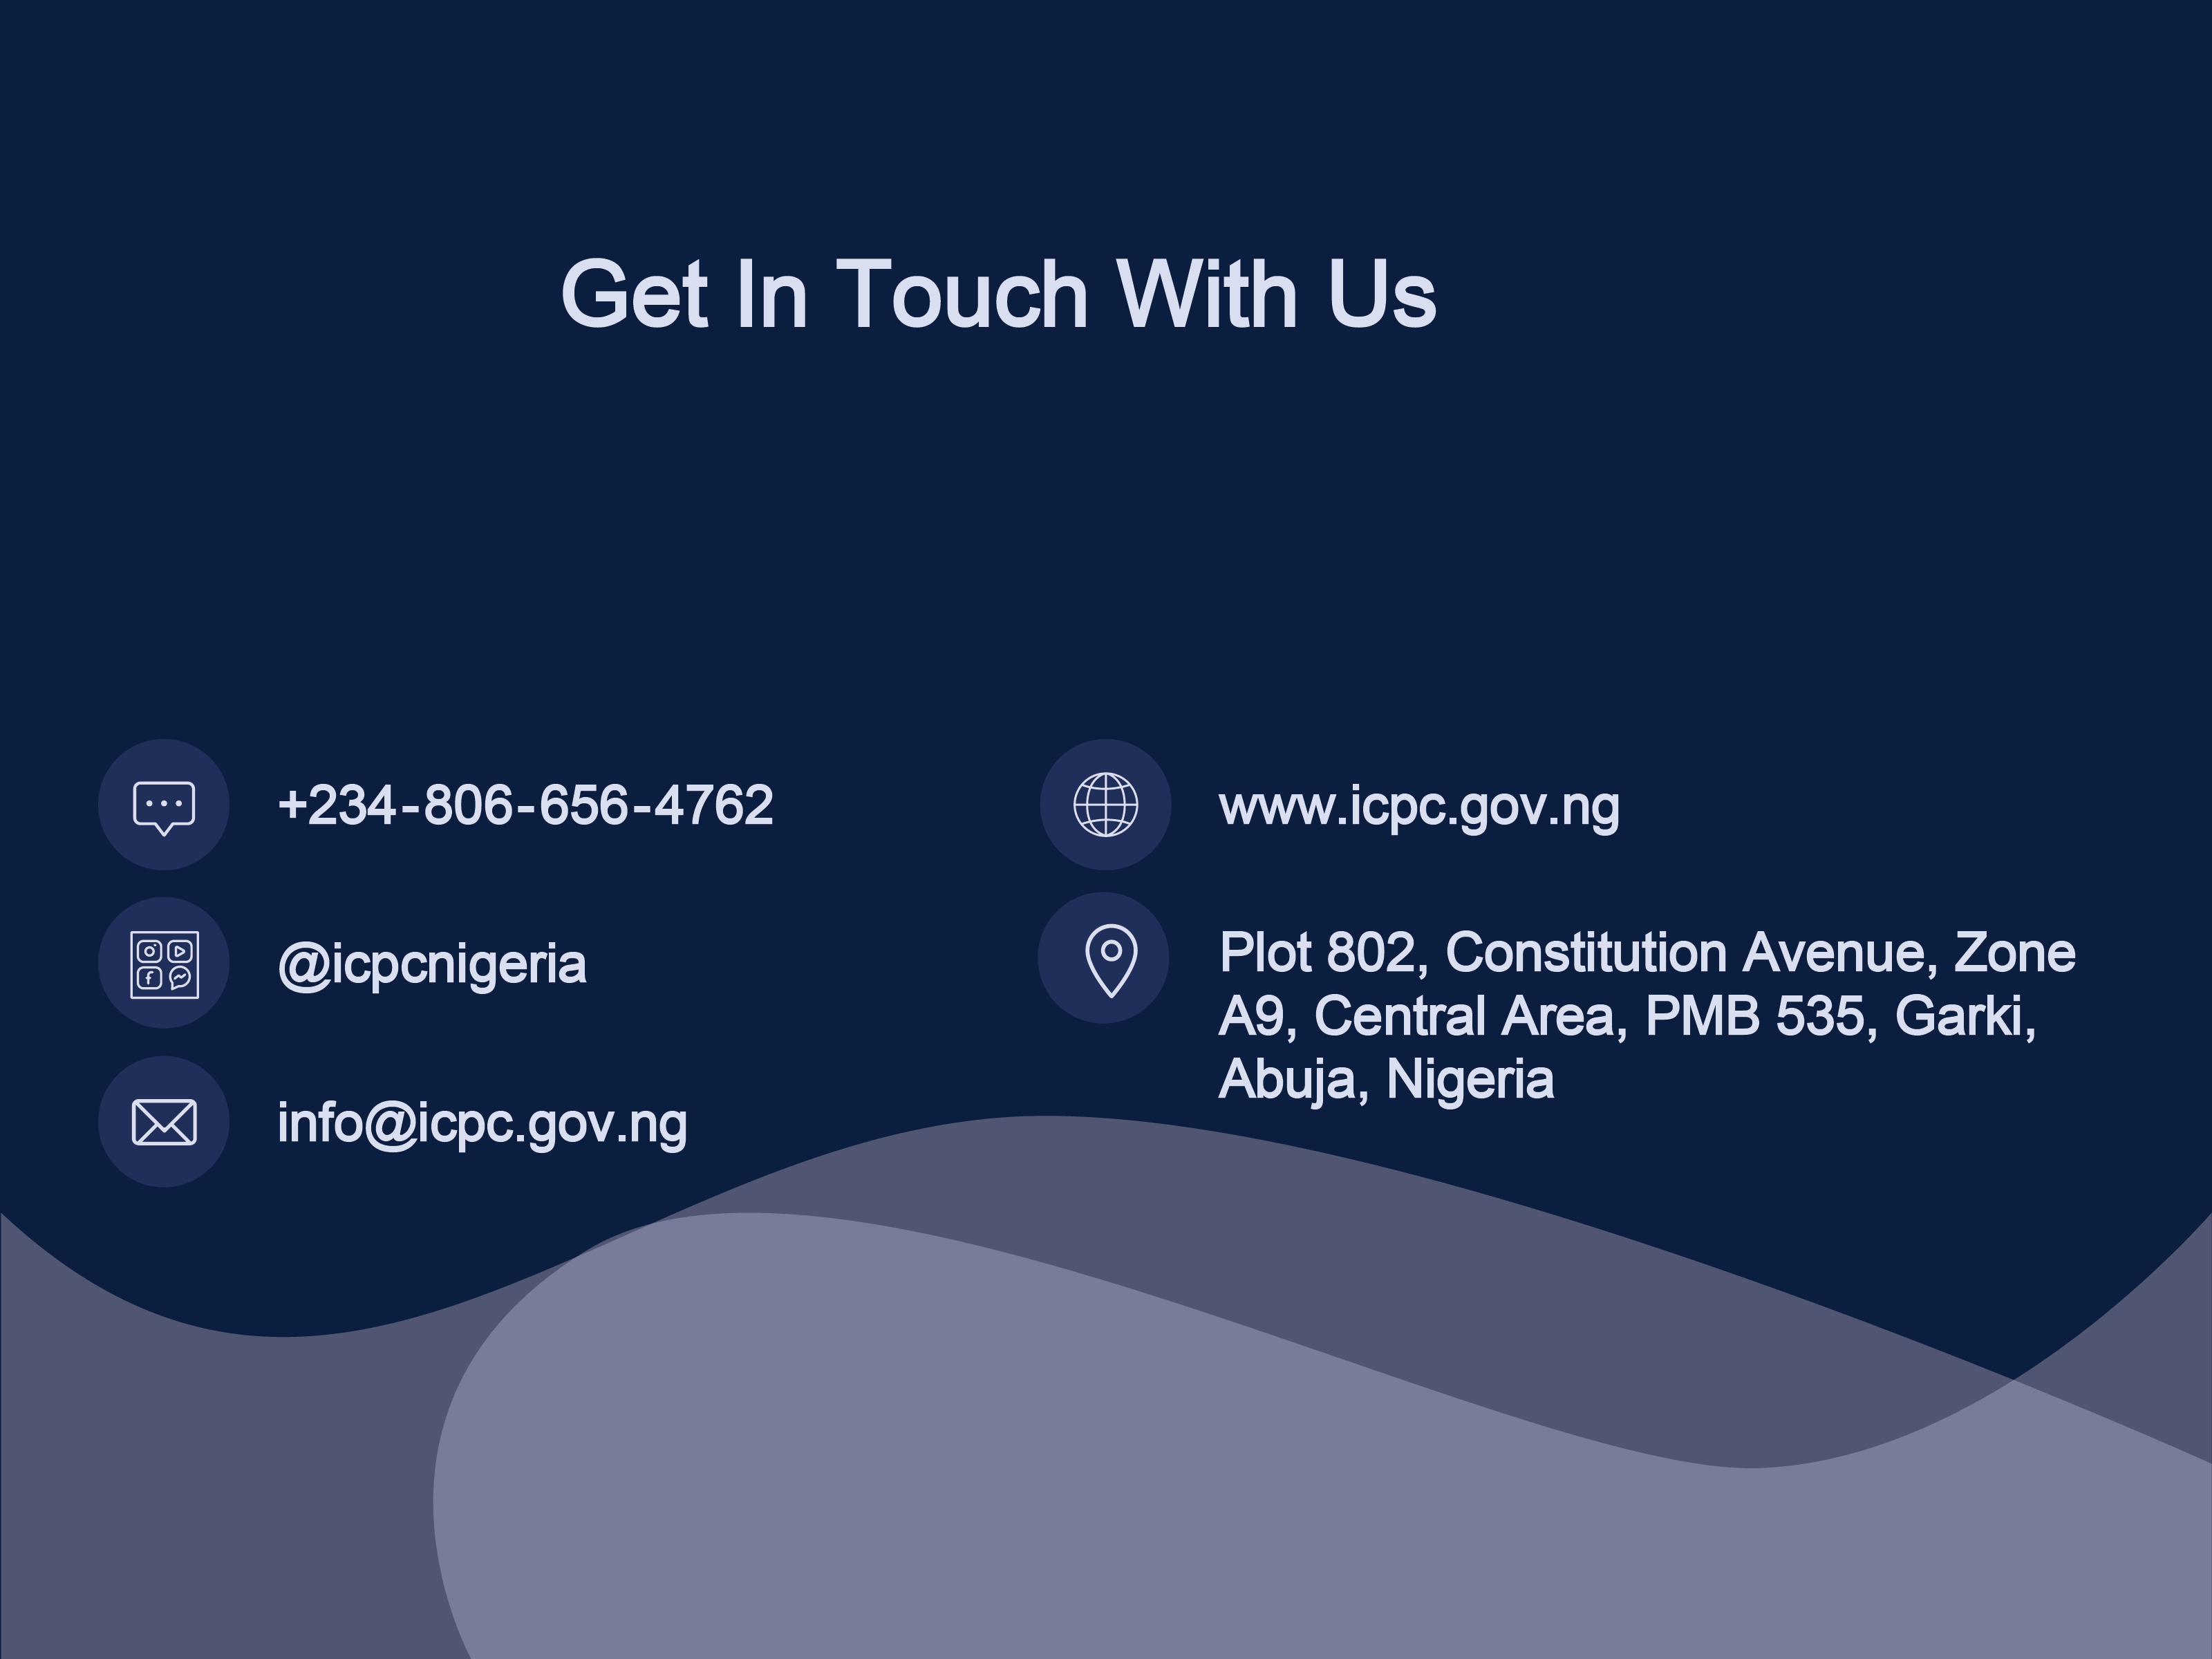 Get In Touch With Us
+234-806-656-4762
@icpcnigeria
info@icpc.gov.ng
www.icpc.gov.ng
Plot 802, Constitution Avenue, Zone
A9, Central Area, PMB 535, Garki,
Abuja, Nigeria